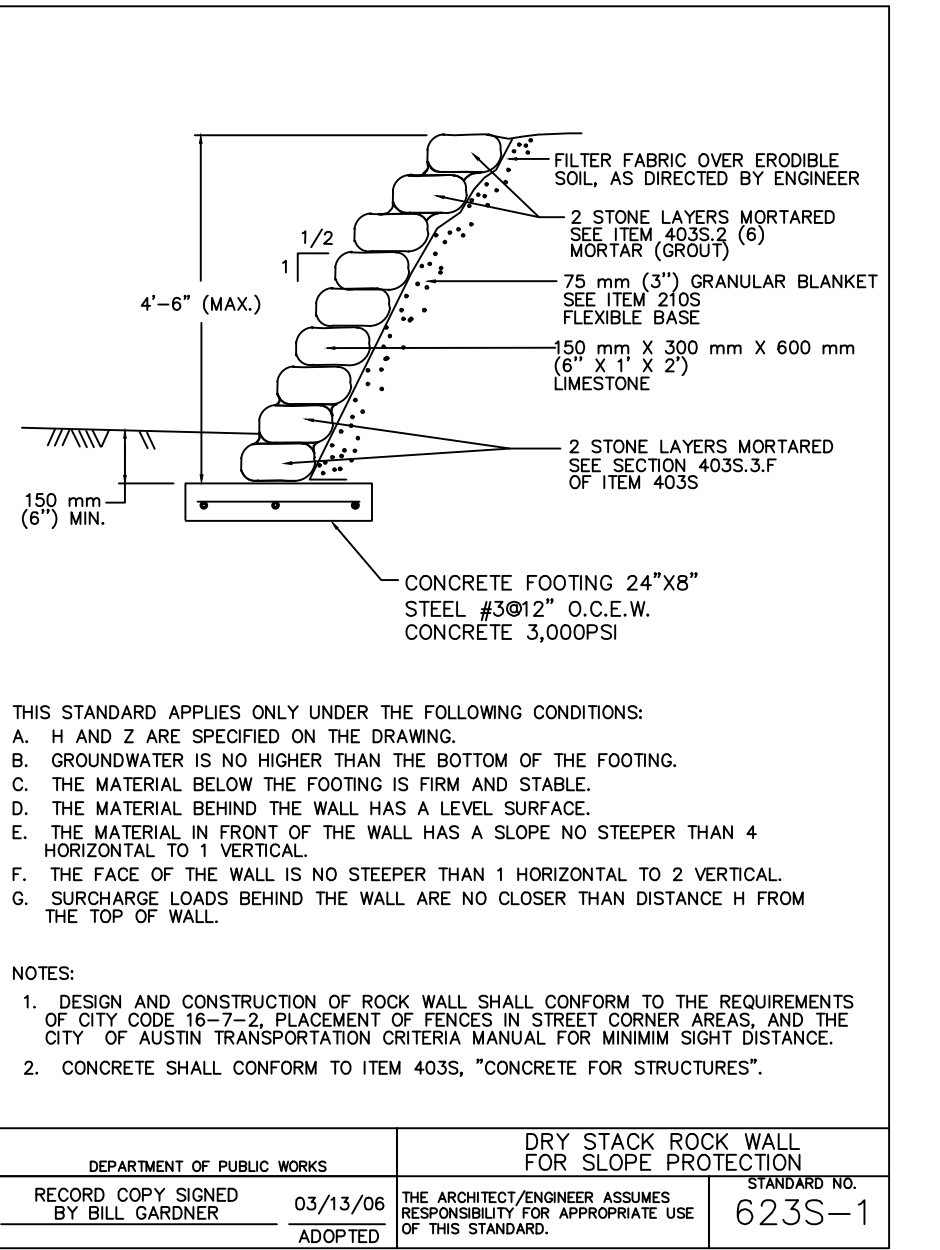 FILTER FABRIC OVER ERODIBLE
SOIL, AS DIRECTED BY ENGINEER
2 STONE LAYERS MORTARED
SEE ITEM 403S.2 (6)
MORTAR (GROUT)
1/2
1
75 mm (3") GRANULAR BLANKET
SEE ITEM 210S
FLEXIBLE BASE
4'-6" (MAX.)
150 mm X 300 mm X 600 mm
(6" X 1' X 2')
LIMESTONE
2 STONE LAYERS MORTARED
SEE SECTION 403S.3.F
OF ITEM 403S
150 mm
(6") MIN.
CONCRETE FOOTING 24"X8"
STEEL #3@12" O.C.E.W.
CONCRETE 3,000PSI
THIS STANDARD APPLIES ONLY UNDER THE FOLLOWING CONDITIONS:
A. H AND Z ARE SPECIFIED ON THE DRAWING.
B. GROUNDWATER IS NO HIGHER THAN THE BOTTOM OF THE FOOTING.
C. THE MATERIAL BELOW THE FOOTING IS FIRM AND STABLE.
D. THE MATERIAL BEHIND THE WALL HAS A LEVEL SURFACE.
E. THE MATERIAL IN FRONT OF THE WALL HAS A SLOPE NO STEEPER THAN 4
HORIZONTAL TO 1 VERTICAL.
F. THE FACE OF THE WALL IS NO STEEPER THAN 1 HORIZONTAL TO 2 VERTICAL.
G. SURCHARGE LOADS BEHIND THE WALL ARE NO CLOSER THAN DISTANCE H FROM
THE TOP OF WALL.
NOTES:
1. DESIGN AND CONSTRUCTION OF ROCK WALL SHALL CONFORM TO THE REQUIREMENTS
OF CITY CODE 16-7-2, PLACEMENT OF FENCES IN STREET CORNER AREAS, AND THE
CITY OF AUSTIN TRANSPORTATION CRITERIA MANUAL FOR MINIMIM SIGHT DISTANCE.
2. CONCRETE SHALL CONFORM TO ITEM 403S, "CONCRETE FOR STRUCTURES".
DEPARTMENT OF PUBLIC WORKS
DRY STACK ROCK WALL
FOR SLOPE PROTECTION
RECORD COPY SIGNED
BY BILL GARDNER
03/13/06
ADOPTED
THE ARCHITECT/ENGINEER ASSUMES
RESPONSIBILITY FOR APPROPRIATE USE
OF THIS STANDARD.
STANDARD NO.
623S-1